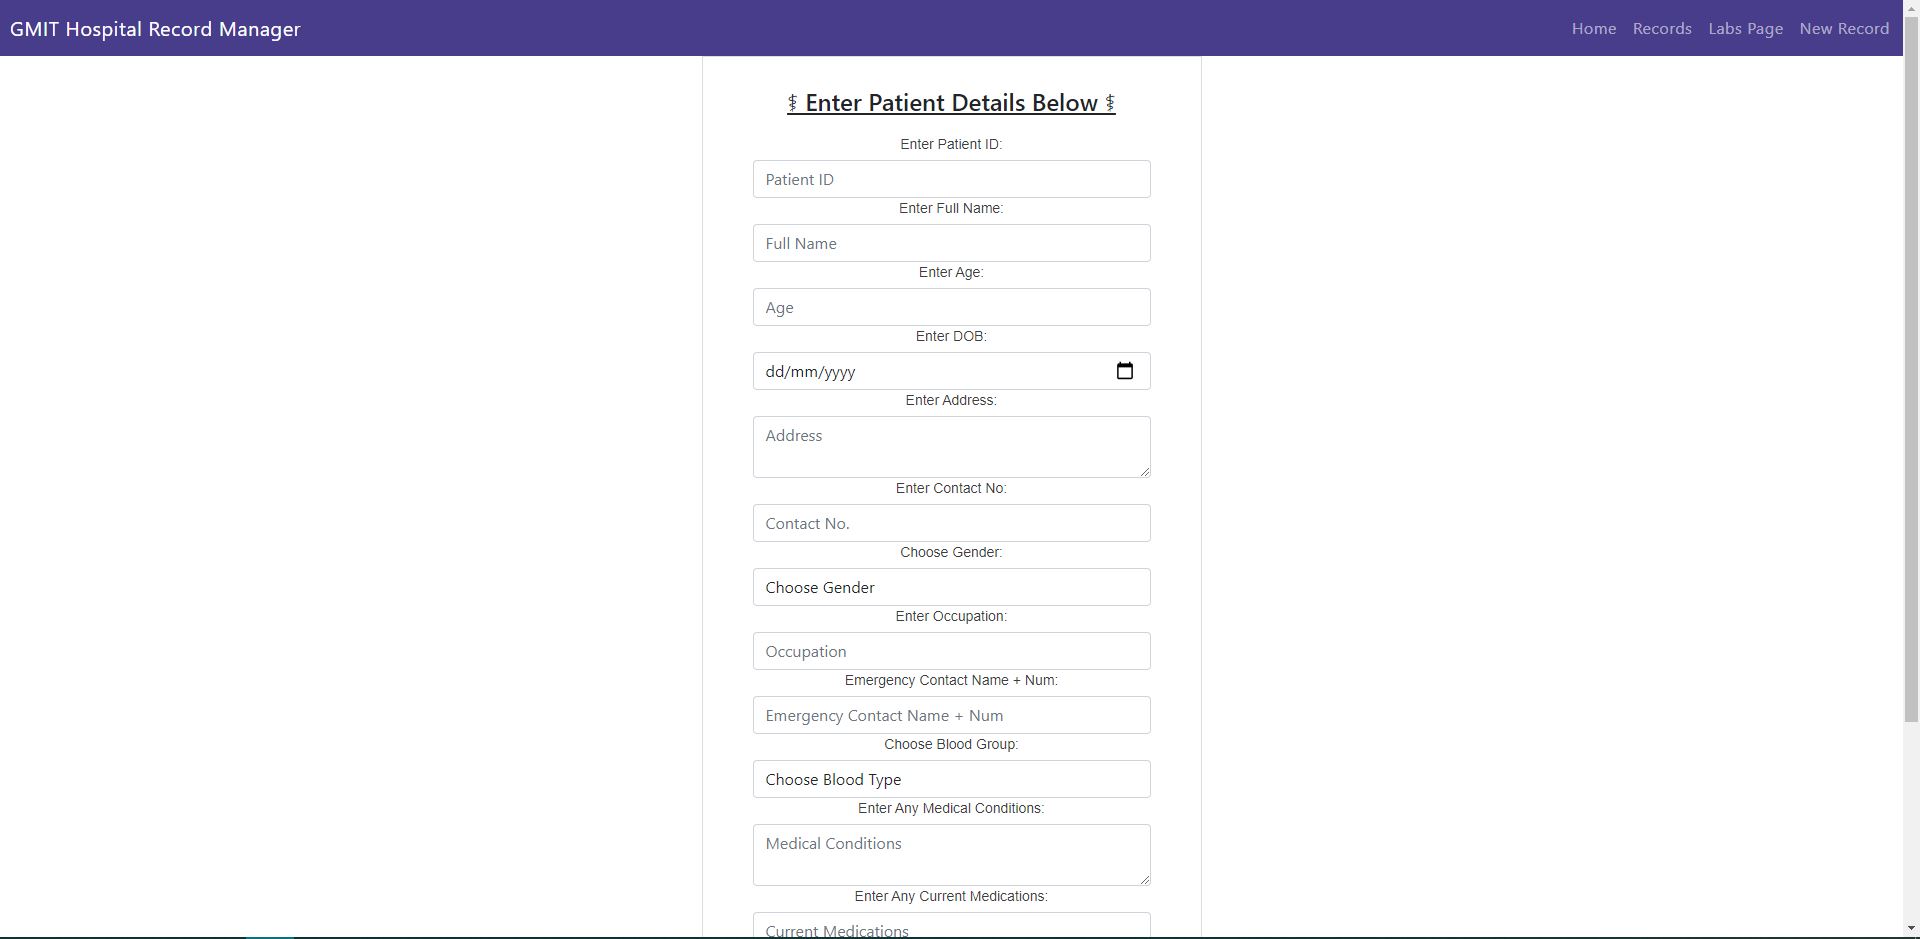 GMIT Hospital Record Manager Home Records Labs Page New Record
⚕ Enter Patient Details Below ⚕
Enter Patient ID:
Patient ID
Enter Full Name:
Full Name
Enter Age:
Age
Enter DOB:
dd/mm/yyyy
Enter Address:
Address
Enter Contact No:
Contact No.
Choose Gender:
Choose Gender
Enter Occupation:
Occupation
Emergency Contact Name + Num:
Emergency Contact Name + Num
Choose Blood Group:
Choose Blood Type
Enter Any Medical Conditions:
Medical Conditions
Enter Any Current Medications:
Current Medications